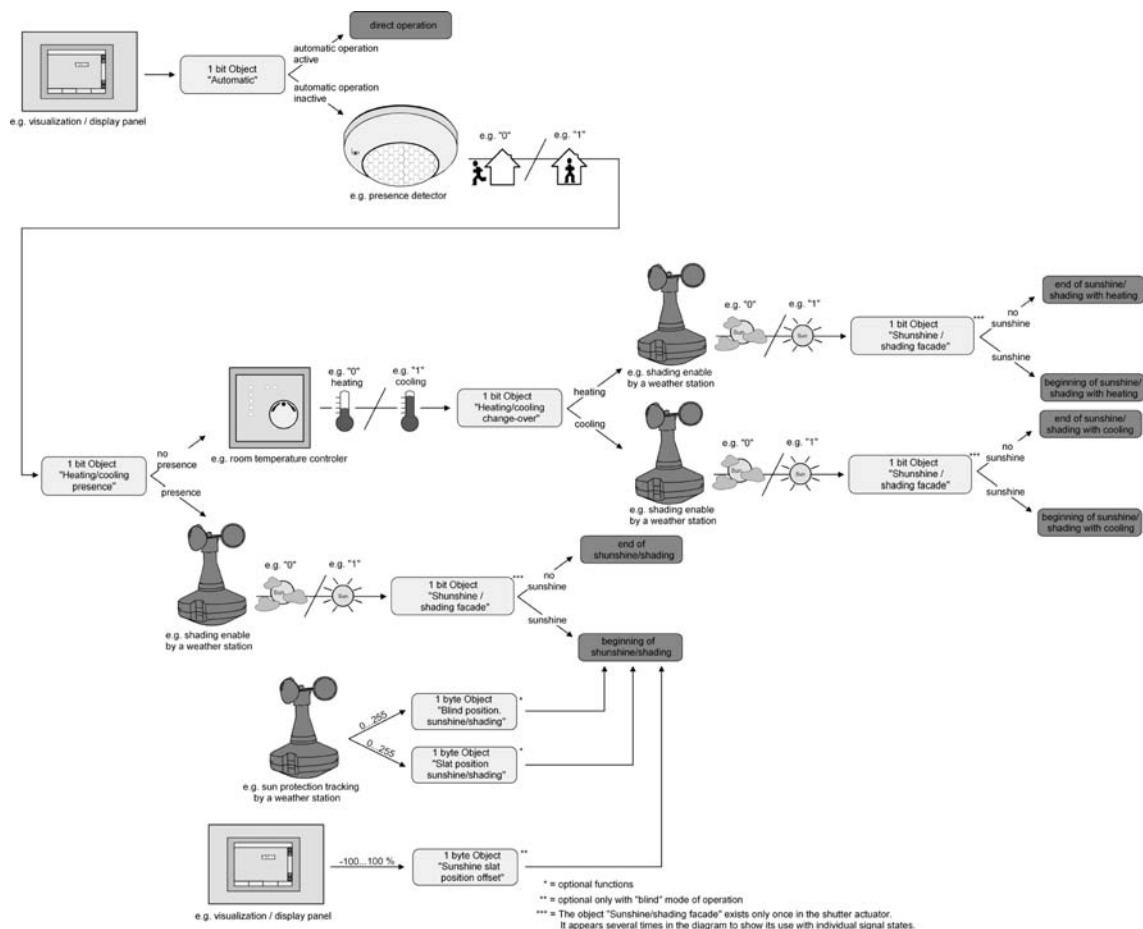 direct operation
automatic operation
active
1 bit Object
"Automatic"
automatic operation
inactive
e.g. visualization / display panel
e.g. "0"
e.g. "1"
e.g. presence detector
end of sunshine/
shading with heating
e.g. "0"
e.g. "1"
***
no
sunshine
Sun
Sun
1 bit Object
"Shunshine /
shading facade"
sunshine
e.g. shading enable
by a weather station
beginning of sunshine/
shading with heating
e.g. "0"
heating
e.g. "1"
cooling
heating
1 bit Object
"Heating/cooling
change-over"
cooling
end of sunshine/
shading with cooling
e.g. "0"
e.g. "1"
***
no
sunshine
Sun
Sun
1 bit Object
"Shunshine /
shading facade"
sunshine
e.g. shading enable
by a weather station
beginning of sunshine/
shading with cooling
e.g. room temperature controler
no
presence
1 bit Object
"Heating/cooling
presence"
presence
end of
shunshine/shading
e.g. "0"
e.g. "1"
***
no
sunshine
Sun
Sun
1 bit Object
"Shunshine /
shading facade"
sunshine
e.g. shading enable
by a weather station
beginning of
shunshine/shading
0...255
1 byte Object
"Blind position.
sunshine/shading"
*
0...255
1 byte Object
"Slat position
sunshine/shading"
*
e.g. sun protection tracking
by a weather station
-100...100 %
1 byte Object
"Sunshine slat
position offset"
**
e.g. visualization / display panel
* = optional functions
** = optional only with "blind" mode of operation
*** = The object "Sunshine/shading facade" exists only once in the shutter actuator.
It appears several times in the diagram to show its use with individual signal states.